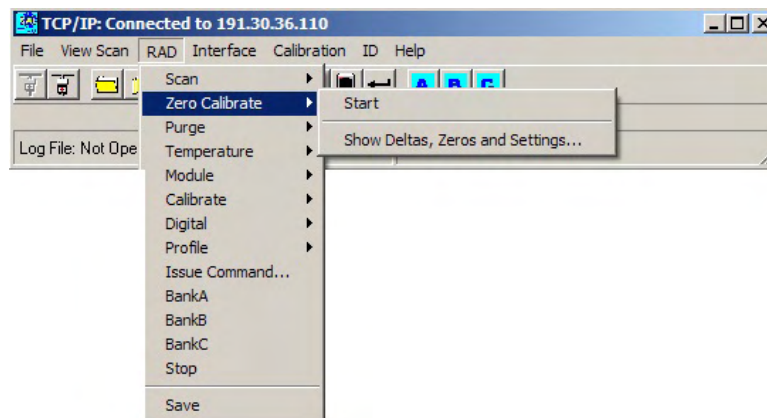 TCP/IP: Connected to 191.30.36.110
File View Scan RAD Interface Calibration ID Help
A B C
Log File: Not Ope
Scan
Zero Calibrate
Purge
Temperature
Module
Calibrate
Digital
Profile
Issue Command...
BankA
BankB
BankC
Stop
Save
Start
Show Deltas, Zeros and Settings...